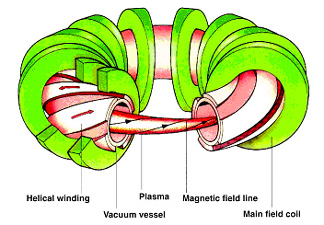 Helical winding
Plasma
Magnetic field line
Vacuum vessel
Main field coil